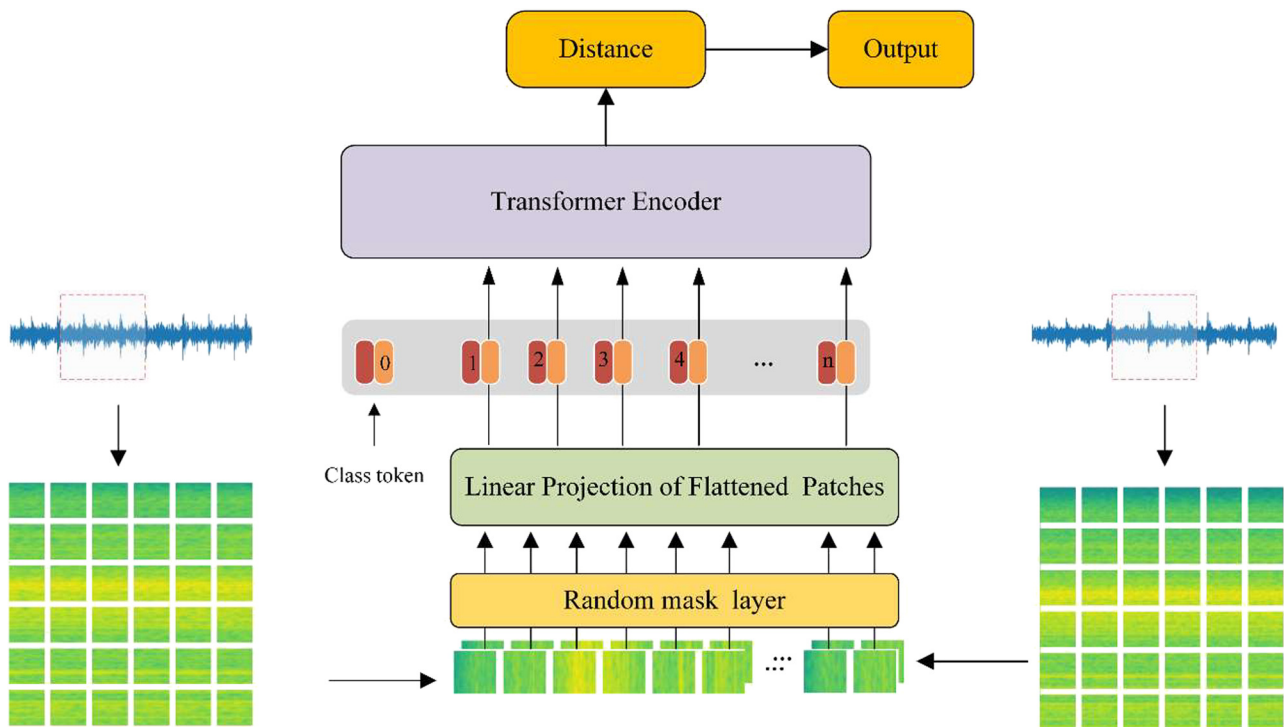 Distance
Output
Transformer Encoder
0
1
2
3
4
...
n
Class token
Linear Projection of Flattened Patches
Random mask layer